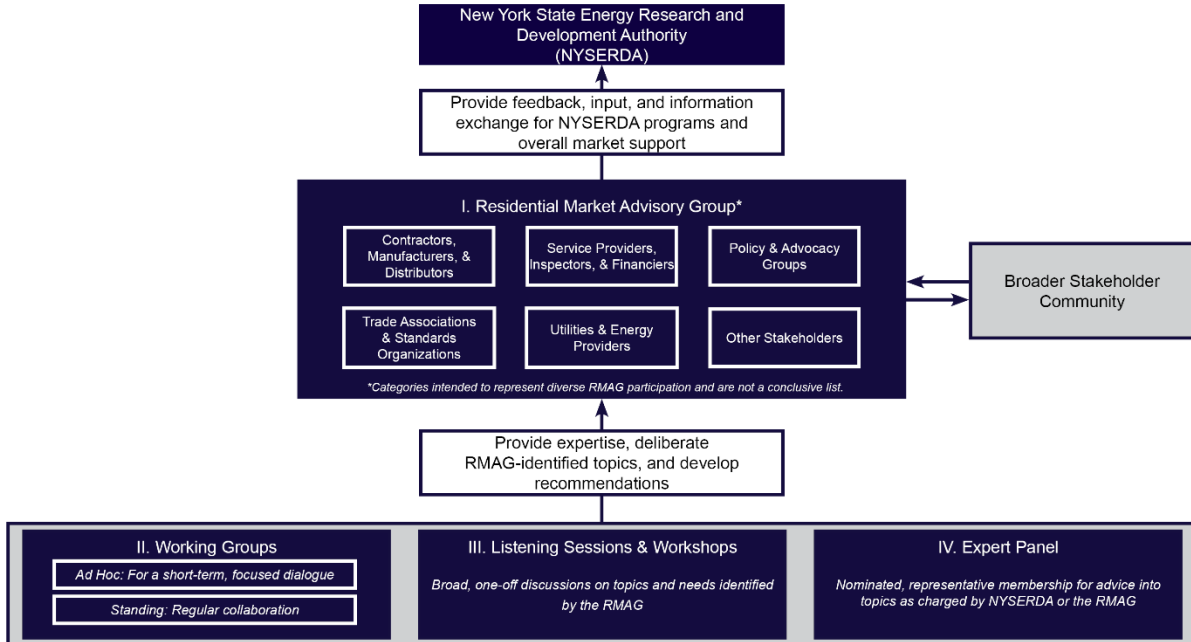 New York State Energy Research and
Development Authority
(NYSERDA)
Provide feedback, input, and information
exchange for NYSERDA programs and
overall market support
I. Residential Market Advisory Group*
Contractors,
Manufacturers, &
Distributors
Service Providers,
Inspectors, & Financiers
Policy & Advocacy
Groups
Trade Associations
& Standards
Organizations
Utilities & Energy
Providers
Other Stakeholders
*Categories intended to represent diverse RMAG participation and are not a conclusive list.
Broader Stakeholder
Community
Provide expertise, deliberate
RMAG-identified topics, and develop
recommendations
II. Working Groups
Ad Hoc: For a short-term, focused dialogue
Standing: Regular collaboration
III. Listening Sessions & Workshops
Broad, one-off discussions on topics and needs identified
by the RMAG
IV. Expert Panel
Nominated, representative membership for advice into
topics as charged by NYSERDA or the RMAG